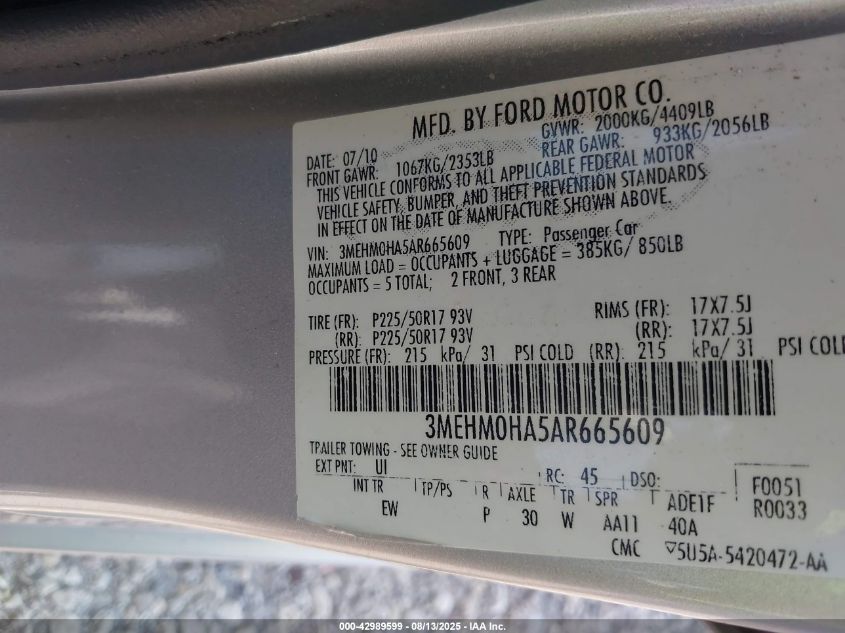 MFD. BY FORD MOTOR CO.
DATE: 07/10 GVWR: 2000KG/4409LB
FRONT GAWR: 1067KG/2353LB REAR GAWR: 933KG/2056LB
THIS VEHICLE CONFORMS TO ALL APPLICABLE FEDERAL MOTOR
VEHICLE SAFETY, BUMPER, AND THEFT PREVENTION STANDARDS
IN EFFECT ON THE DATE OF MANUFACTURE SHOWN ABOVE.
VIN: 3MEHM0HA5AR665609 TYPE: Passenger Car
MAXIMUM LOAD = OCCUPANTS + LUGGAGE = 385KG/ 850LB
OCCUPANTS = 5 TOTAL; 2 FRONT, 3 REAR
TIRE (FR): P225/50R17 93V RIMS (FR): 17X7.5J
(RR): P225/50R17 93V (RR): 17X7.5J
PRESSURE (FR): 215 kPa/ 31 PSI COLD (RR): 215 kPa/ 31 PSI COLD
3MEHM0HA5AR665609
TRAILER TOWING - SEE OWNER GUIDE
EXT PNT: UI RC: 45 DSO: F0051
INT TR TP/PS R AXLE TR SPR ADE1F R0033
EW P 30 W AA11 40A
CMC ▽5U5A-5420472-AA
000-42989599 - 08/13/2025 - IAA Inc.